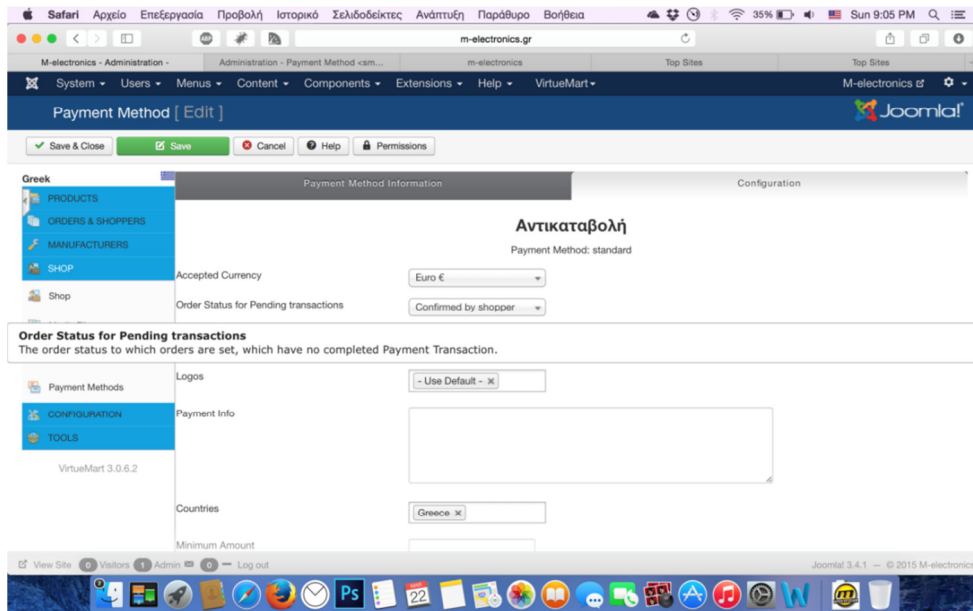 Safari Αρχείο Επεξεργασία Προβολή Ιστορικό Σελιδοδείκτες Ανάπτυξη Παράθυρο Βοήθεια 35% Sun 9:05 PM
m-electronics.gr
M-electronics - Administration - Administration - Payment Method <sm... m-electronics Top Sites Top Sites
System Users Menus Content Components Extensions Help VirtueMart M-electronics
Payment Method [ Edit ] Joomla!
Save & Close Save Cancel Help Permissions
Greek
Payment Method Information Configuration
PRODUCTS
ORDERS & SHOPPERS
MANUFACTURERS
SHOP
Shop
Αντικαταβολή
Payment Method: standard
Accepted Currency Euro €
Order Status for Pending transactions Confirmed by shopper
Order Status for Pending transactions
The order status to which orders are set, which have no completed Payment Transaction.
Logos - Use Default -
Payment Methods
Payment Info
CONFIGURATION
TOOLS
VirtueMart 3.0.6.2
Countries Greece
Minimum Amount
View Site 0 Visitors 1 Admin 0 Log out Joomla! 3.4.1 — © 2015 M-electronics
Ps 22